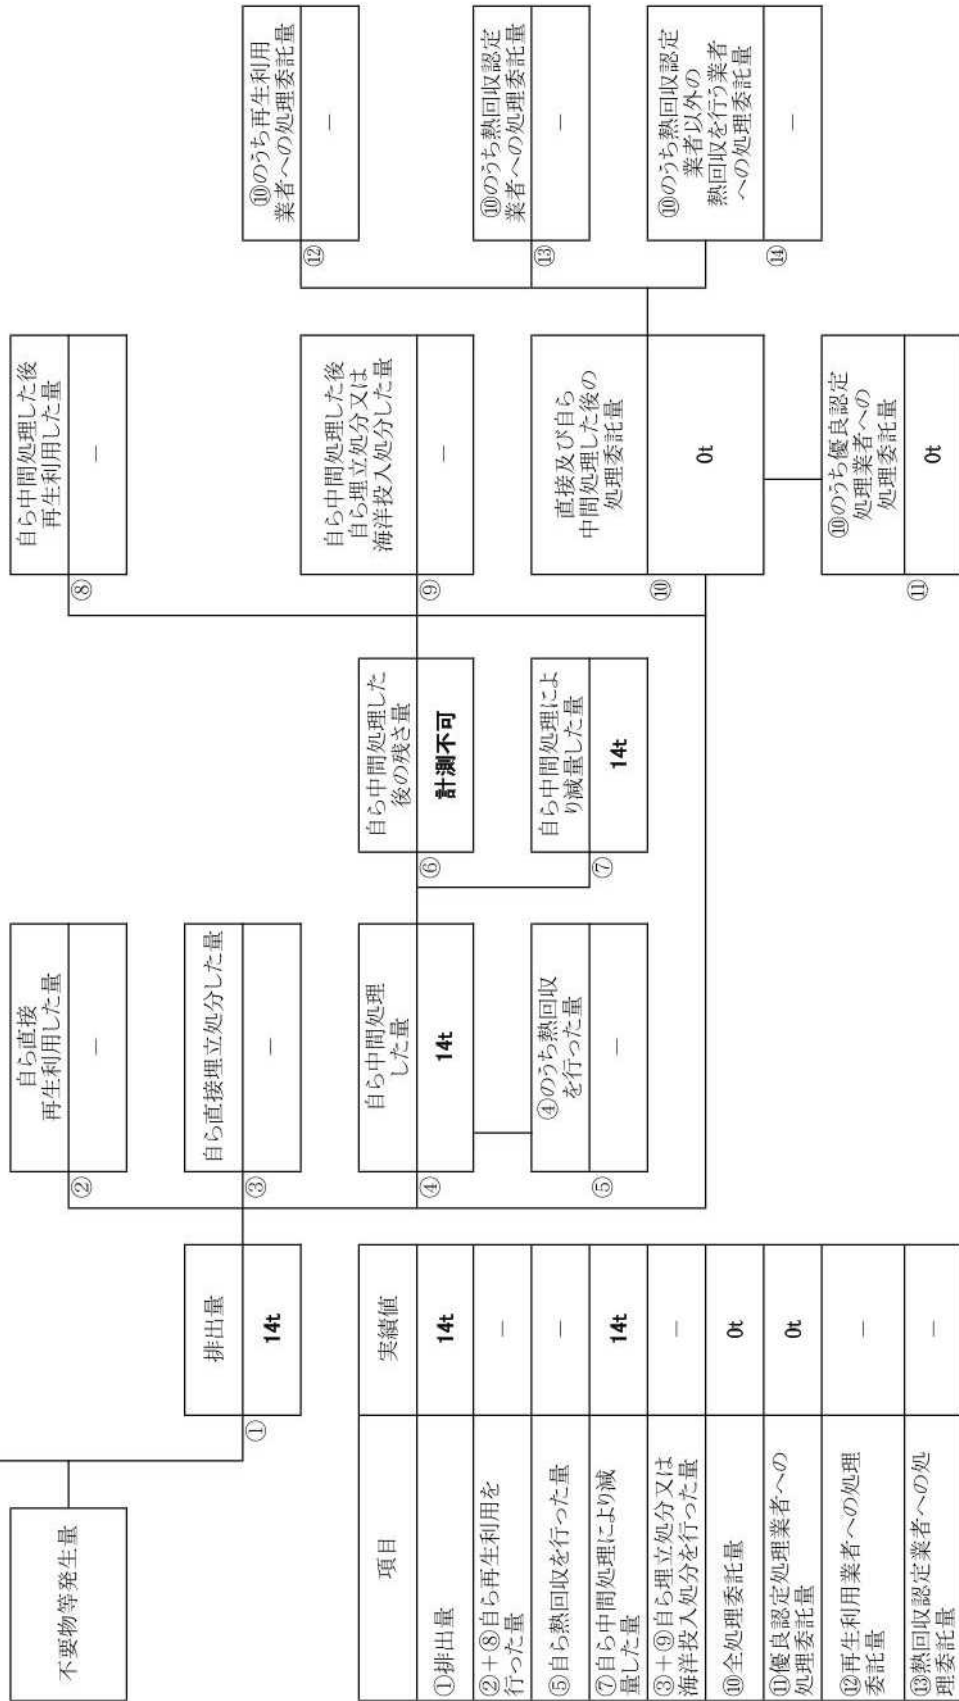 不要物等発生量
①
排出量
14t
②
自ら直接
再生利用した量
－
③
自ら直接埋立処分した量
－
④
自ら中間処理
した量
14t
⑤
④のうち熱回収
を行った量
－
⑥
自ら中間処理した
後の残さ量
計測不可
⑦
自ら中間処理によ
り減量した量
14t
⑧
自ら中間処理した後
再生利用した量
－
⑨
自ら中間処理した後
自ら埋立処分又は
海洋投入処分した量
－
⑩
直接及び自ら
中間処理した後の
処理委託量
0t
⑪
⑩のうち優良認定
処理業者への
処理委託量
0t
⑫
⑩のうち再生利用
業者への処理委託量
－
⑬
⑩のうち熱回収認定
業者への処理委託量
－
⑭
⑩のうち熱回収認定
業者以外の
熱回収を行う業者
への処理委託量
－
項目 実績値
①排出量 14t
②＋⑧自ら再生利用を
行った量 －
⑤自ら熱回収を行った量 －
⑦自ら中間処理により減
量した量 14t
③＋⑨自ら埋立処分又は
海洋投入処分を行った量 －
⑩全処理委託量 0t
⑪優良認定処理業者への
処理委託量 0t
⑫再生利用業者への処理
委託量 －
⑬熱回収認定業者への処
理委託量 －